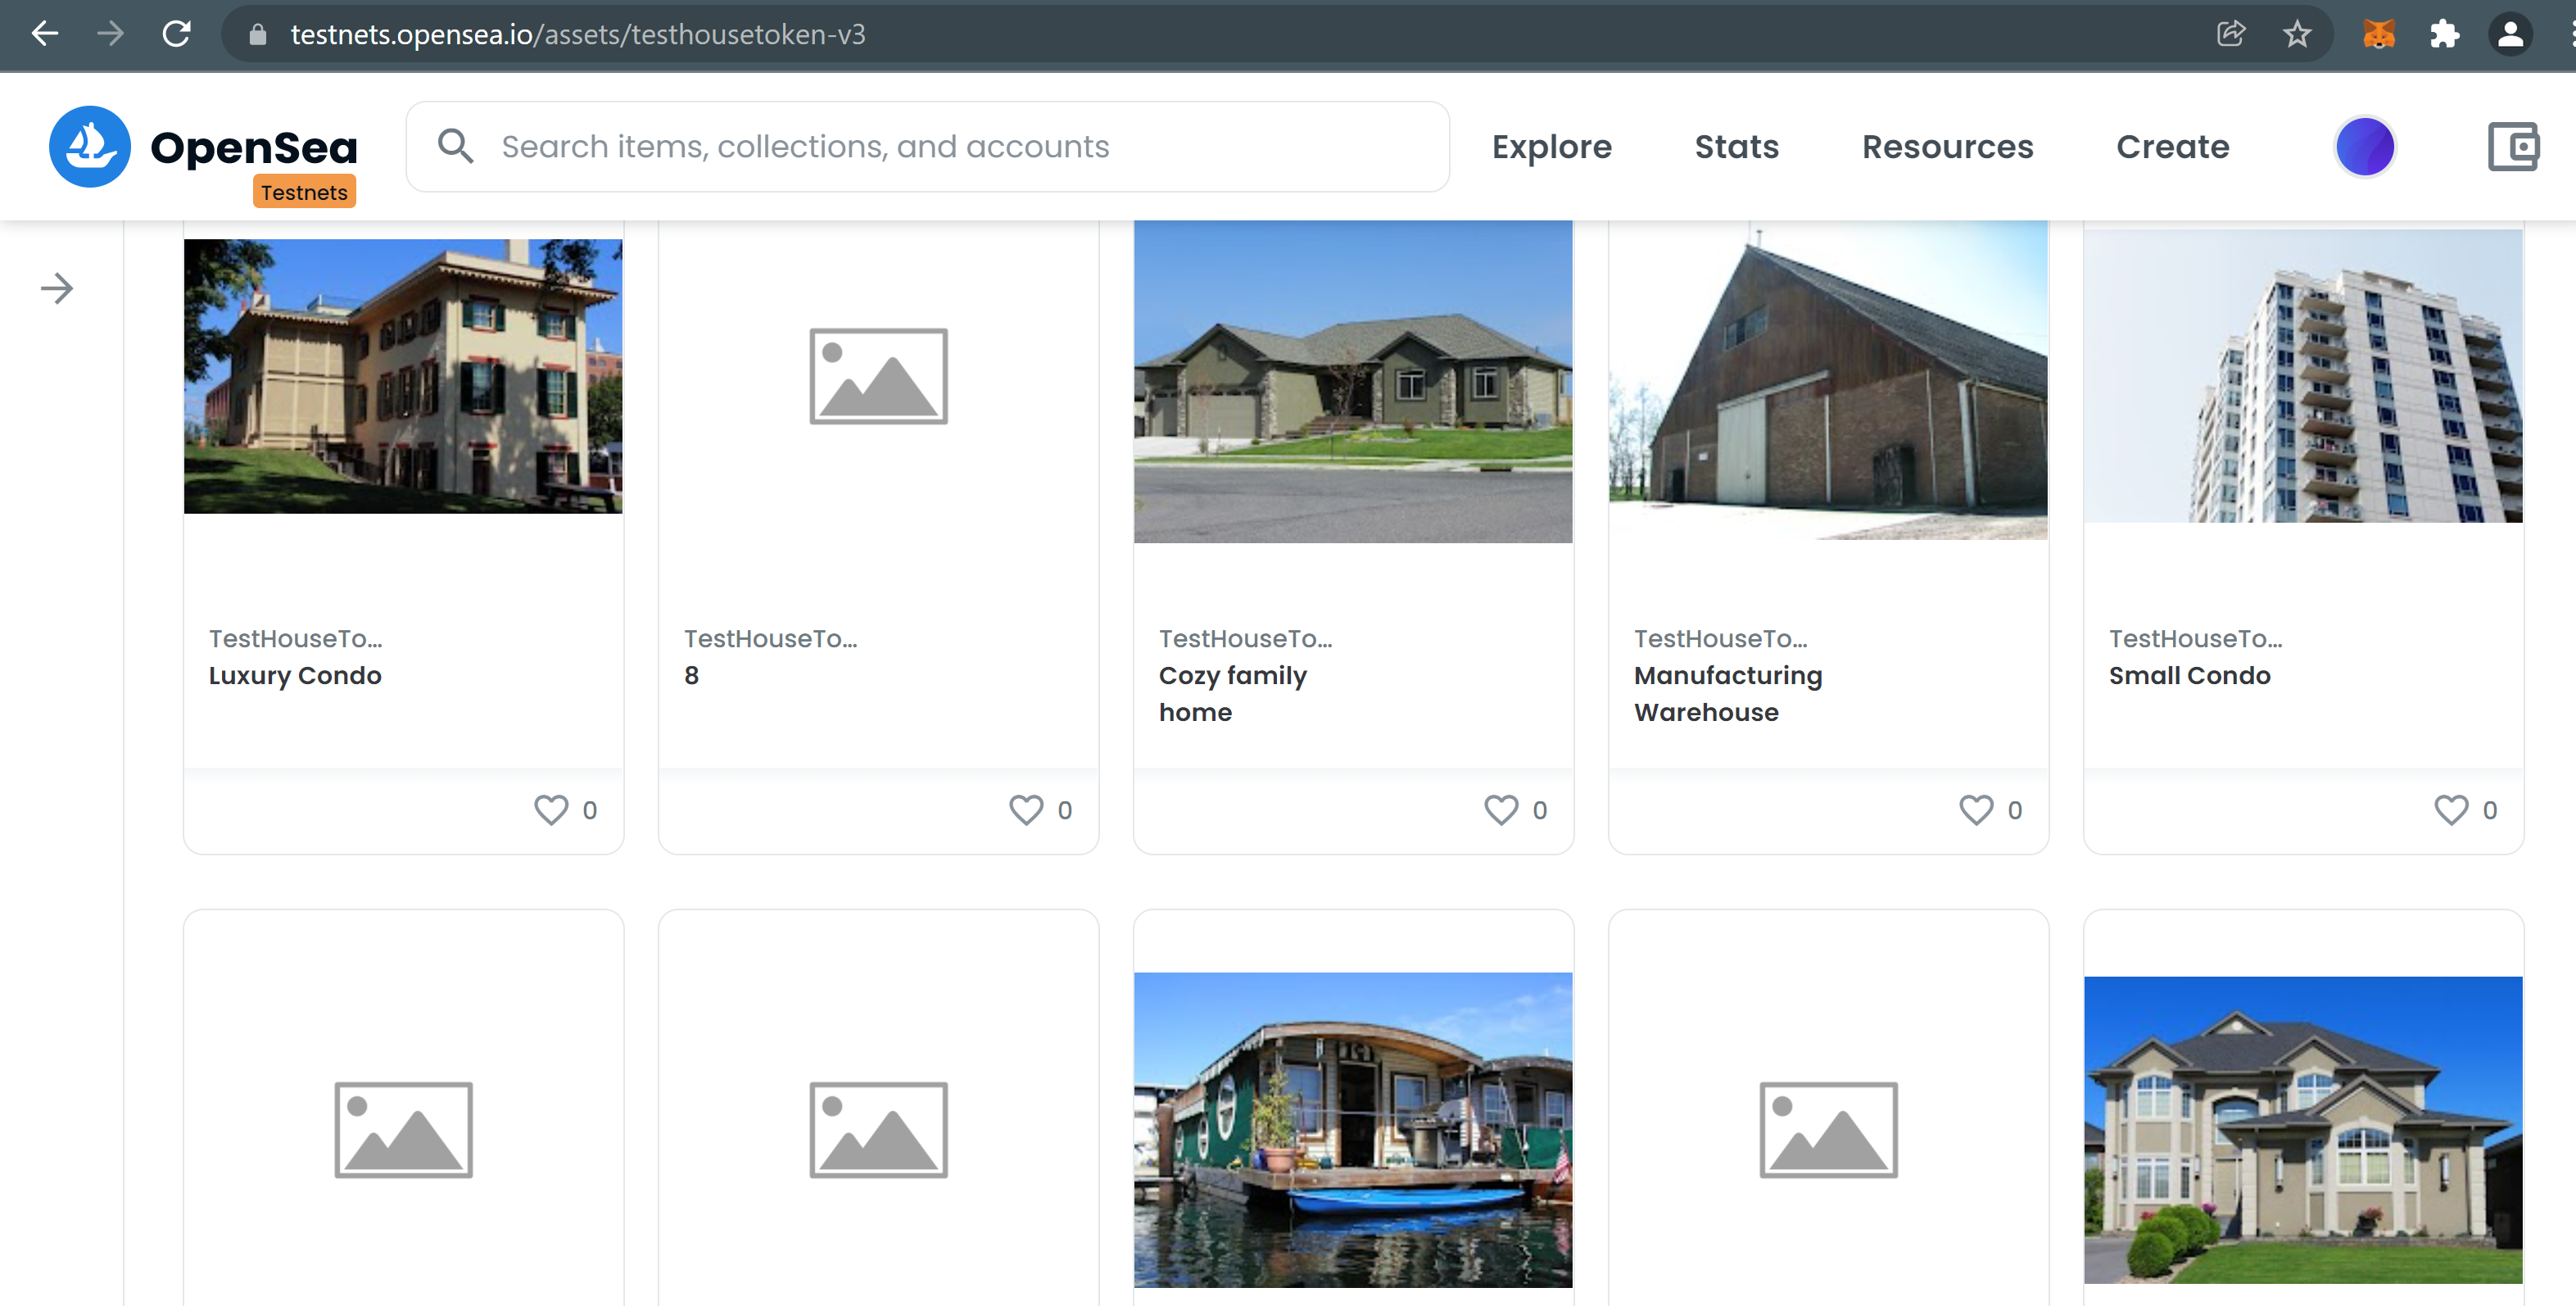 testnets.opensea.io/assets/testhousetoken-v3
OpenSea
Testnets
Search items, collections, and accounts
Explore
Stats
Resources
Create
TestHouseTo...
Luxury Condo
0
TestHouseTo...
8
0
TestHouseTo...
Cozy family
home
0
TestHouseTo...
Manufacturing
Warehouse
0
TestHouseTo...
Small Condo
0